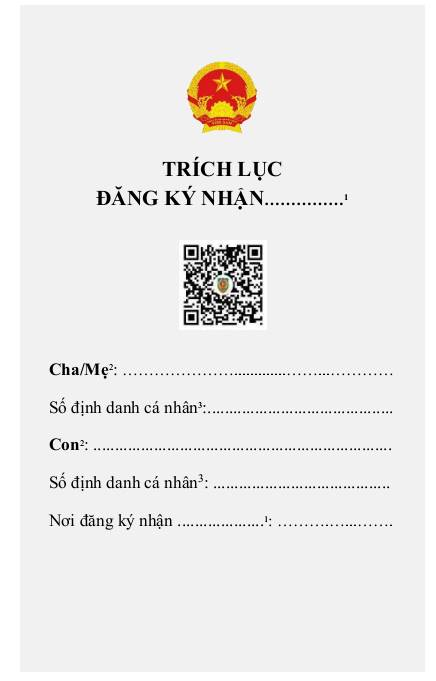 TRÍCH LỤC
ĐĂNG KÝ NHẬN...............¹
Cha/Mẹ²: …………………..............……...…………
Số định danh cá nhân³:..........................................
Con²: ....................................................................
Số định danh cá nhân³: ........................................
Nơi đăng ký nhận ....................¹: ……….…...…….